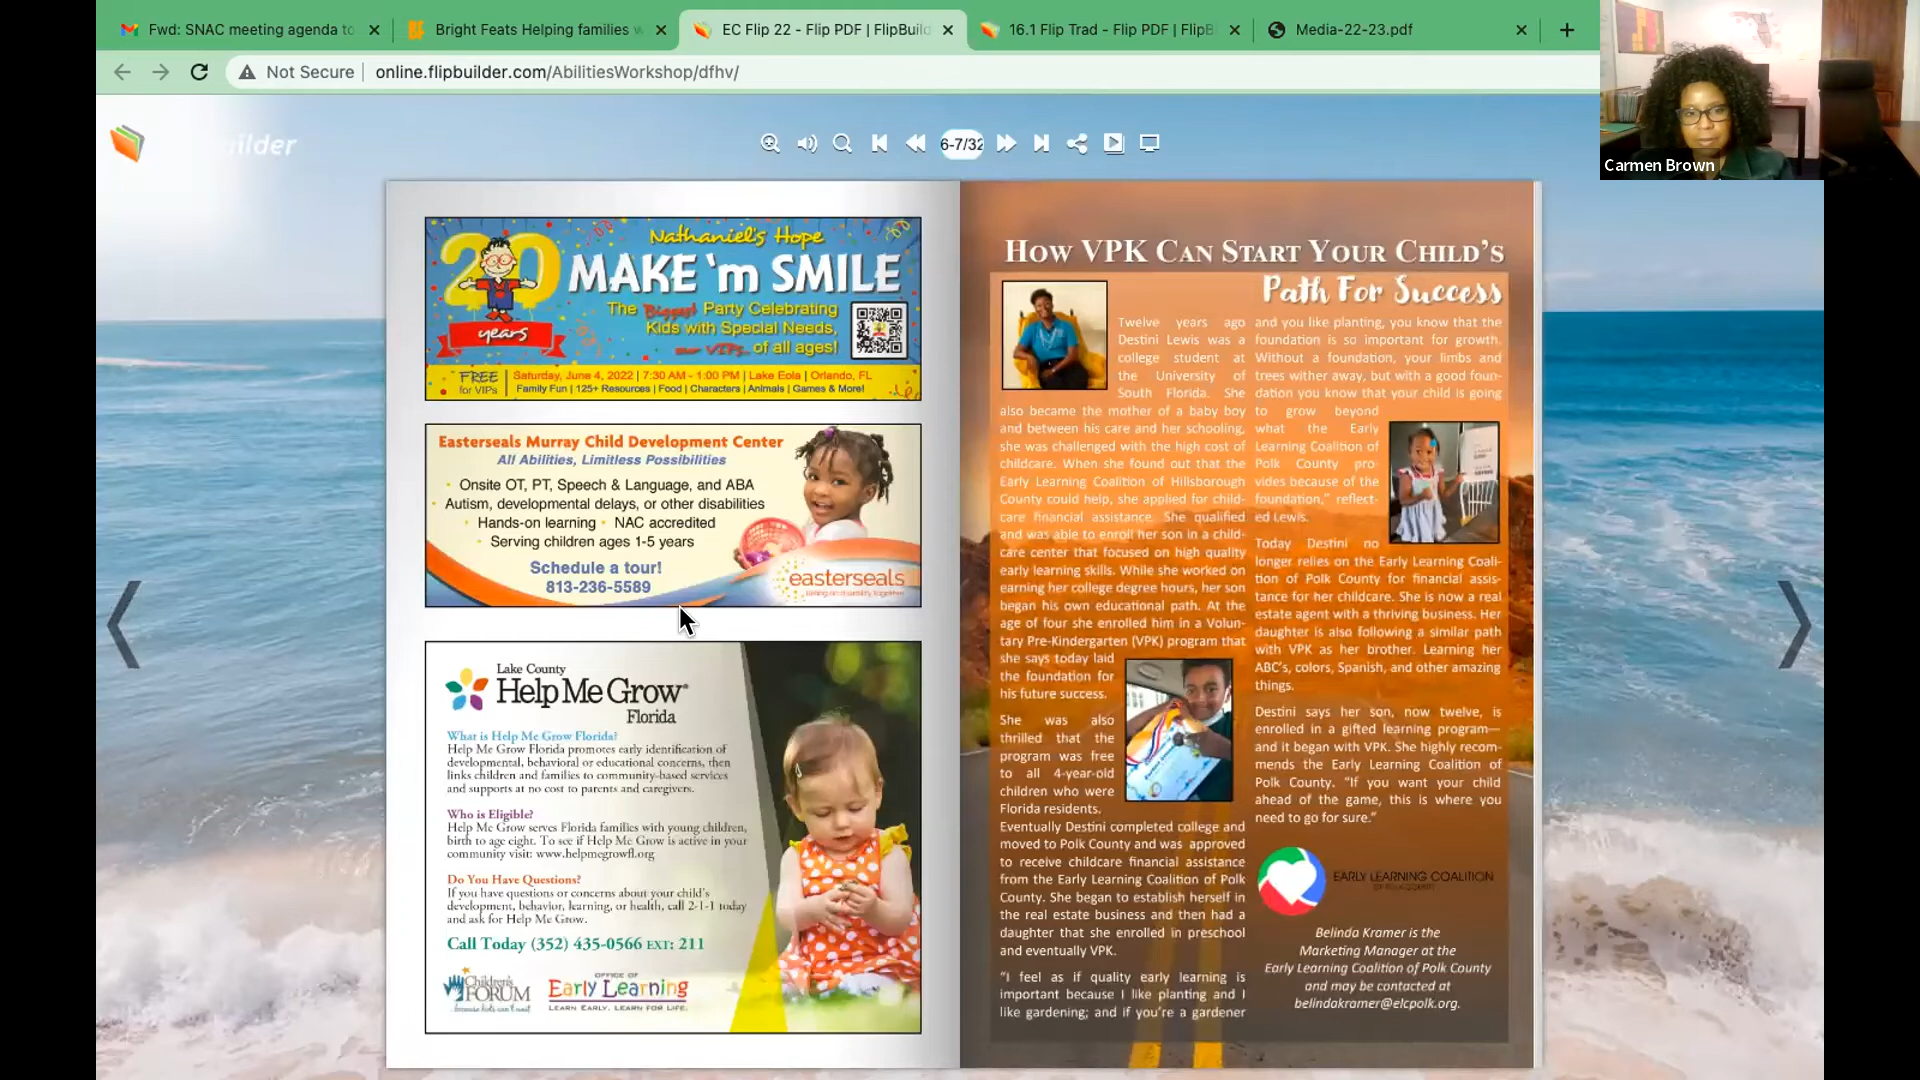 Fwd: SNAC meeting agenda to
Bright Feats Helping families w
EC Flip 22 - Flip PDF | FlipBuild
16.1 Flip Trad - Flip PDF | FlipB
Media-22-23.pdf
Not Secure
online.flipbuilder.com/AbilitiesWorkshop/dfhv/
Carmen Brown
ilder
6-7/32
20
years
Nathaniel's Hope
MAKE 'm SMILE
The Biggest Party Celebrating
Kids with Special Needs,
our VIPs of all ages!
FREE
for VIPs
Saturday, June 4, 2022 | 7:30 AM - 1:00 PM | Lake Eola | Orlando, FL
Family Fun | 125+ Resources | Food | Characters | Animals | Games & More!
Easterseals Murray Child Development Center
All Abilities, Limitless Possibilities
• Onsite OT, PT, Speech & Language, and ABA
• Autism, developmental delays, or other disabilities
• Hands-on learning • NAC accredited
• Serving children ages 1-5 years
Schedule a tour!
813-236-5589
easterseals
Lake County
Help Me Grow®
Florida
What is Help Me Grow Florida?
Help Me Grow Florida promotes early identification of
developmental, behavioral or educational concerns, then
links children and families to community-based services
and supports at no cost to parents and caregivers.
Who is Eligible?
Help Me Grow serves Florida families with young children,
birth to age eight. To see if Help Me Grow is active in your
community visit: www.helpmegrowfl.org
Do You Have Questions?
If you have questions or concerns about your child's
development, behavior, learning, or health, call 2-1-1 today
and ask for Help Me Grow.
Call Today (352) 435-0566 EXT: 211
Children's
FORUM
because kids can't wait
OFFICE OF
Early Learning
LEARN EARLY. LEARN FOR LIFE.
How VPK Can Start Your Child's
Path For Success
Twelve years ago
Destini Lewis was a
college student at
the University of
South Florida. She
also became the mother of a baby boy
and between his care and her schooling,
she was challenged with the high cost of
childcare. When she found out that the
Early Learning Coalition of Hillsborough
County could help, she applied for child-
care financial assistance. She qualified
and was able to enroll her son in a child-
care center that focused on high quality
early learning skills. While she worked on
earning her college degree hours, her son
began his own educational path. At the
age of four she enrolled him in a Volun-
tary Pre-Kindergarten (VPK) program that
she says today laid
the foundation for
his future success.
She was also
thrilled that the
program was free
to all 4-year-old
children who were
Florida residents.
Eventually Destini completed college and
moved to Polk County and was approved
to receive childcare financial assistance
from the Early Learning Coalition of Polk
County. She began to establish herself in
the real estate business and then had a
daughter that she enrolled in preschool
and eventually VPK.
"I feel as if quality early learning is
important because I like planting and I
like gardening; and if you're a gardener
and you like planting, you know that the
foundation is so important for growth.
Without a foundation, your limbs and
trees wither away, but with a good foun-
dation you know that your child is going
to grow beyond
what the Early
Learning Coalition of
Polk County pro-
vides because of the
foundation," reflect-
ed Lewis.
Today Destini no
longer relies on the Early Learning Coali-
tion of Polk County for financial assis-
tance for her childcare. She is now a real
estate agent with a thriving business. Her
daughter is also following a similar path
with VPK as her brother. Learning her
ABC's, colors, Spanish, and other amazing
things.
Destini says her son, now twelve, is
enrolled in a gifted learning program—
and it began with VPK. She highly recom-
mends the Early Learning Coalition of
Polk County. "If you want your child
ahead of the game, this is where you
need to go for sure."
EARLY LEARNING COALITION
Belinda Kramer is the
Marketing Manager at the
Early Learning Coalition of Polk County
and may be contacted at
belindakramer@elcpolk.org.